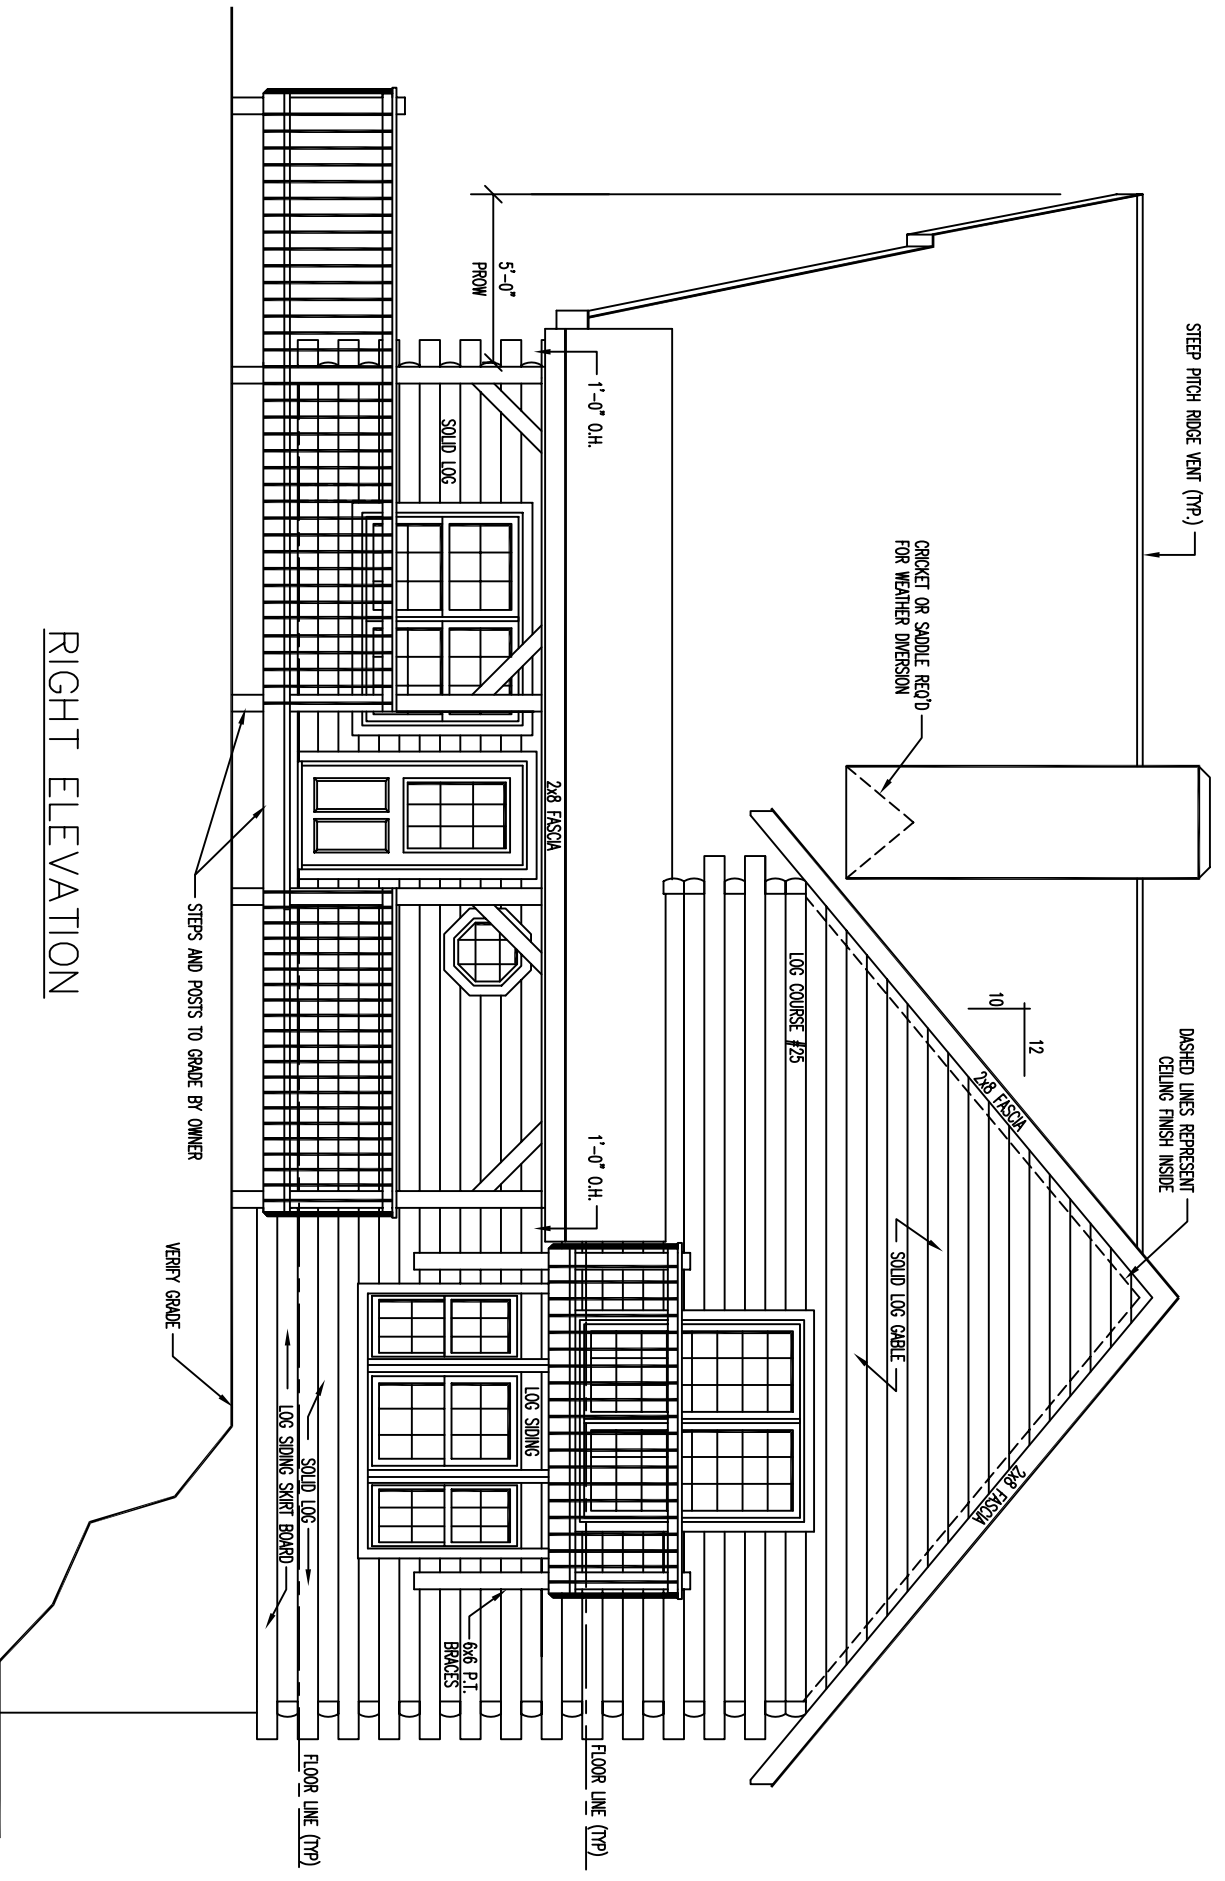 STEEP PITCH RIDGE VENT (TYP.)
DASHED LINES REPRESENT
CEILING FINISH INSIDE
CRICKET OR SADDLE REQ'D
FOR WEATHER DIVERSION
12
10
2x8 FASCIA
2x8 FASCIA
SOLID LOG GABLE
LOG COURSE #25
1'-0" O.H.
1'-0" O.H.
FLOOR LINE (TYP)
2x8 FASCIA
LOG SIDING
5'-0"
PROW
SOLID LOG
6x6 P.T.
BRACES
SOLID LOG
FLOOR LINE (TYP)
LOG SIDING SKIRT BOARD
STEPS AND POSTS TO GRADE BY OWNER
VERIFY GRADE
RIGHT ELEVATION